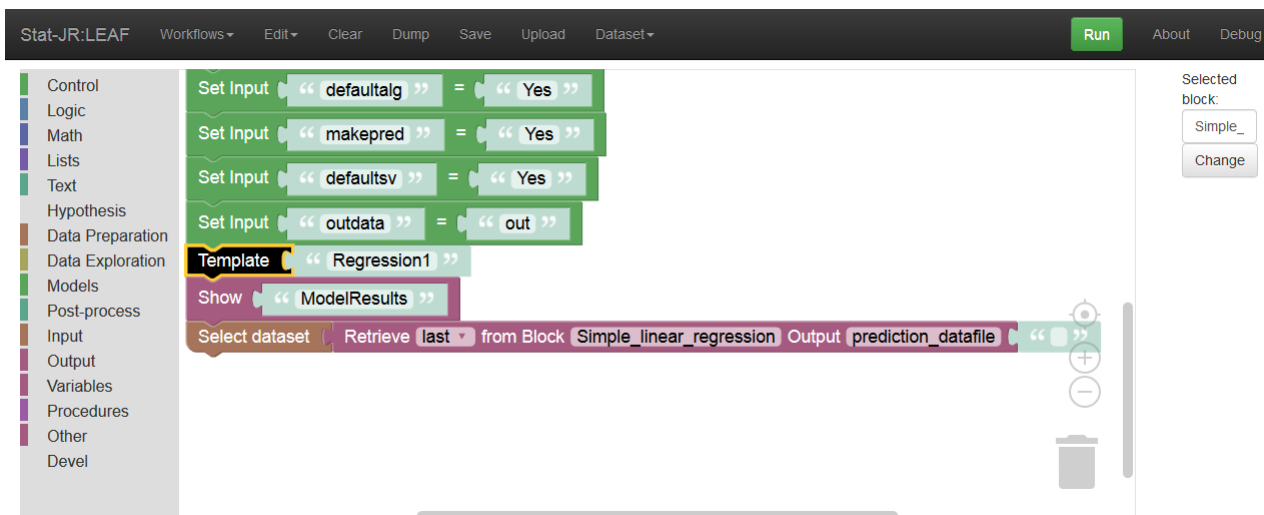 Stat-JR:LEAF Workflows Edit Clear Dump Save Upload Dataset Run About Debug
Control
Logic
Math
Lists
Text
Hypothesis
Data Preparation
Data Exploration
Models
Post-process
Input
Output
Variables
Procedures
Other
Devel
Set Input “ defaultalg ” = “ Yes ”
Set Input “ makepred ” = “ Yes ”
Set Input “ defaultsv ” = “ Yes ”
Set Input “ outdata ” = “ out ”
Template “ Regression1 ”
Show “ ModelResults ”
Select dataset Retrieve last from Block Simple_linear_regression Output prediction_datafile “ ”
Selected
block:
Simple_
Change